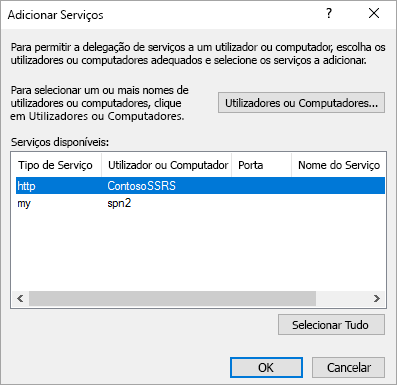 Adicionar Serviços ? ×
Para permitir a delegação de serviços a um utilizador ou computador, escolha os
utilizadores ou computadores adequados e selecione os serviços a adicionar.
Para selecionar um ou mais nomes de
utilizadores ou computadores, clique
em Utilizadores ou Computadores.
Utilizadores ou Computadores...
Serviços disponíveis:
Tipo de Serviço Utilizador ou Computador Porta Nome do Serviço
http ContosoSSRS
my spn2
Selecionar Tudo
OK Cancelar